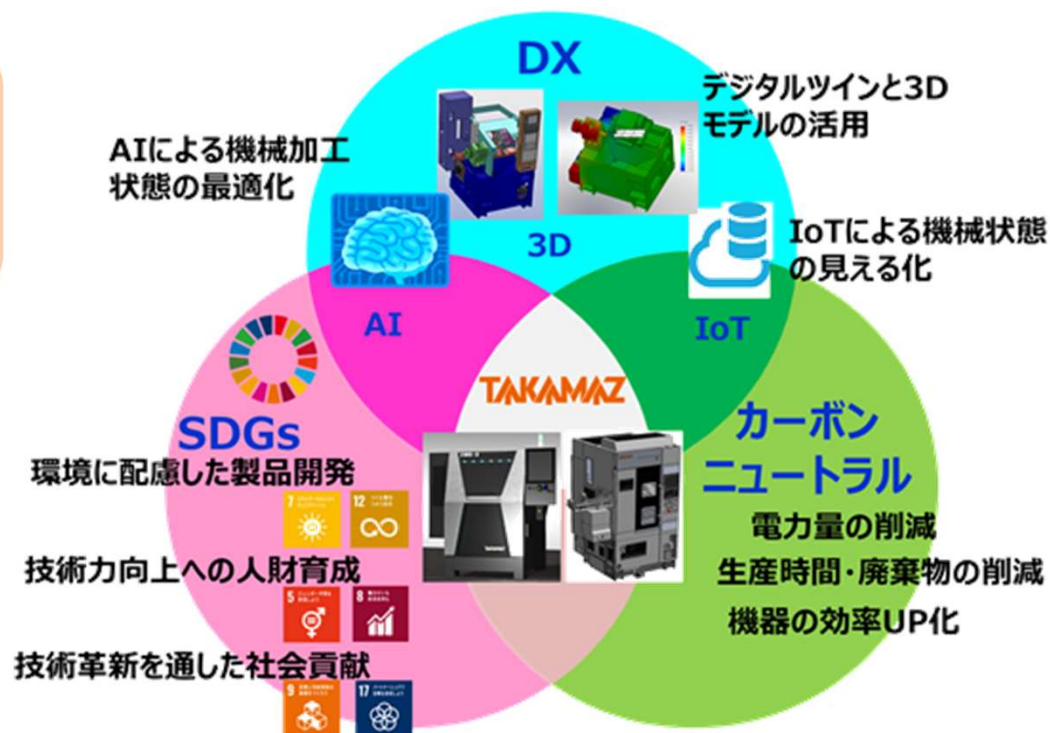 DX
デジタルツインと3D
モデルの活用
AIによる機械加工
状態の最適化
3D
IoTによる機械状態
の見える化
AI
IoT
TAKAMAZ
SDGs
環境に配慮した製品開発
7
12
技術力向上への人財育成
5
8
技術革新を通した社会貢献
9
17
カーボン
ニュートラル
電力量の削減
生産時間・廃棄物の削減
機器の効率UP化